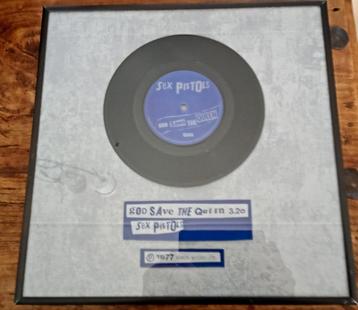 SEX PISTOLS
GOD SAVE THE QUEEN
GOD SAVE THE QUEEN 3.20
SEX PISTOLS
℗ 1977